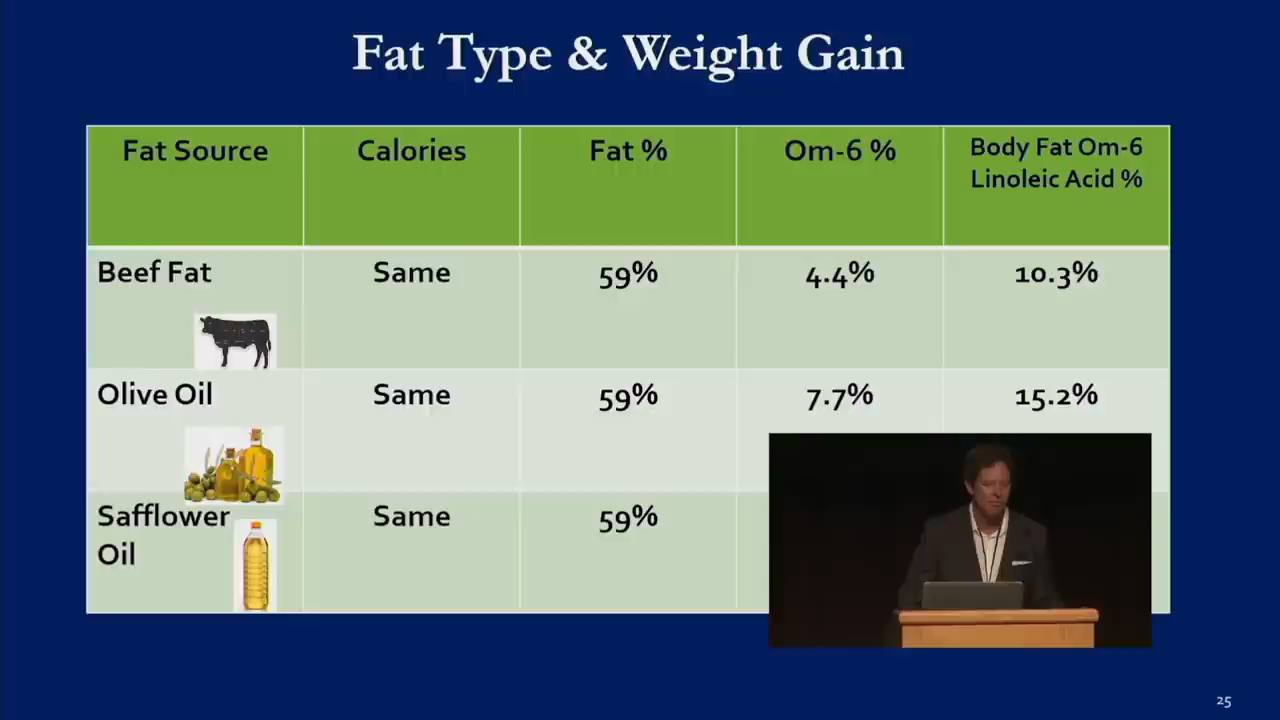 Fat Type & Weight Gain
Fat Source Calories Fat % Om-6 % Body Fat Om-6
Linoleic Acid %
Beef Fat Same 59% 4.4% 10.3%
Olive Oil Same 59% 7.7% 15.2%
Safflower Same 59%
Oil
25